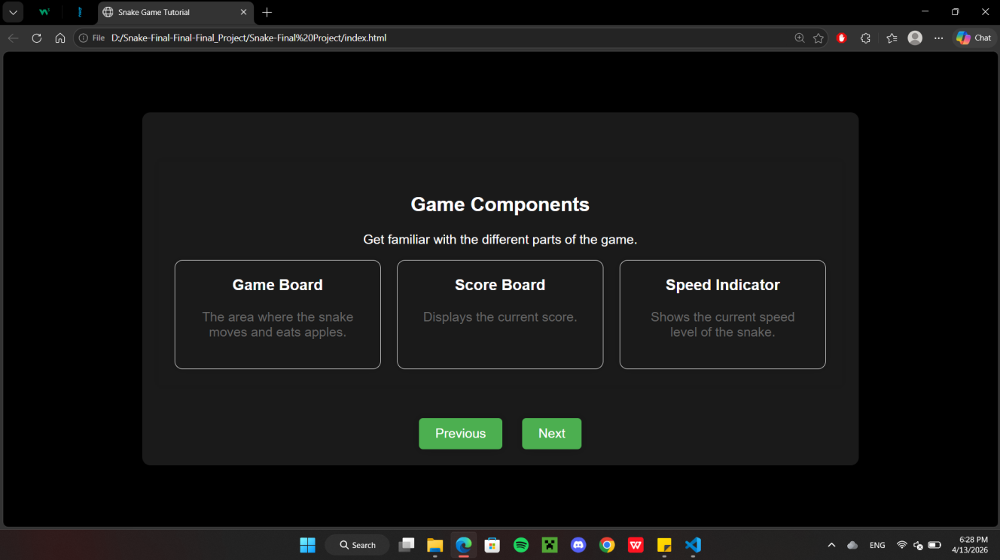 Snake Game Tutorial
File D:/Snake-Final-Final-Final_Project/Snake-Final%20Project/index.html
Chat
Game Components
Get familiar with the different parts of the game.
Game Board
The area where the snake
moves and eats apples.
Score Board
Displays the current score.
Speed Indicator
Shows the current speed
level of the snake.
Previous
Next
Search
ENG
6:28 PM
4/13/2026